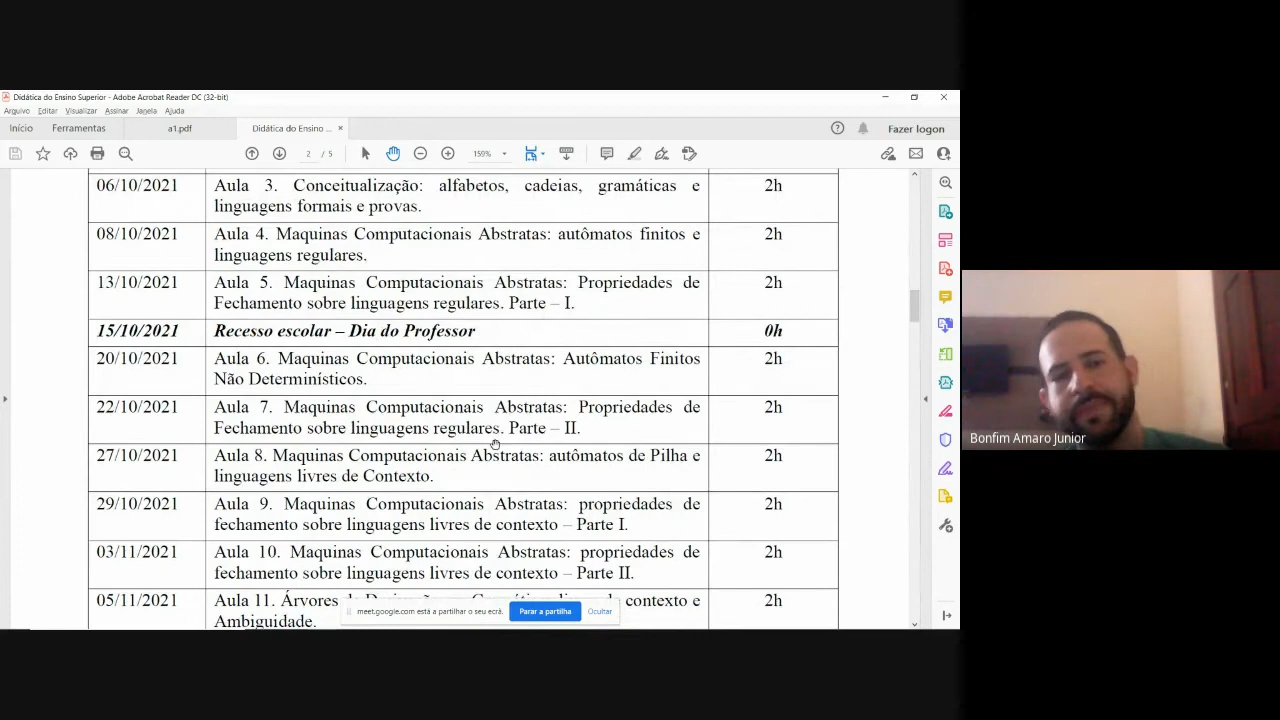 Didática do Ensino Superior - Adobe Acrobat Reader DC (32-bit)
Arquivo Editar Visualizar Assinar Janela Ajuda
Início Ferramentas a1.pdf Didática do Ensino ... × Fazer logon
2 / 5 159%
06/10/2021 Aula 3. Conceitualização: alfabetos, cadeias, gramáticas e 2h
linguagens formais e provas.
08/10/2021 Aula 4. Maquinas Computacionais Abstratas: autômatos finitos e 2h
linguagens regulares.
13/10/2021 Aula 5. Maquinas Computacionais Abstratas: Propriedades de 2h
Fechamento sobre linguagens regulares. Parte – I.
15/10/2021 Recesso escolar – Dia do Professor 0h
20/10/2021 Aula 6. Maquinas Computacionais Abstratas: Autômatos Finitos 2h
Não Determinísticos.
22/10/2021 Aula 7. Maquinas Computacionais Abstratas: Propriedades de 2h
Fechamento sobre linguagens regulares. Parte – II.
27/10/2021 Aula 8. Maquinas Computacionais Abstratas: autômatos de Pilha e 2h
linguagens livres de Contexto.
29/10/2021 Aula 9. Maquinas Computacionais Abstratas: propriedades de 2h
fechamento sobre linguagens livres de contexto – Parte I.
03/11/2021 Aula 10. Maquinas Computacionais Abstratas: propriedades de 2h
fechamento sobre linguagens livres de contexto – Parte II.
05/11/2021 Aula 11. Árvores contexto e 2h
Ambiguidade.
meet.google.com está a partilhar o seu ecrã. Parar a partilha Ocultar
Bonfim Amaro Junior